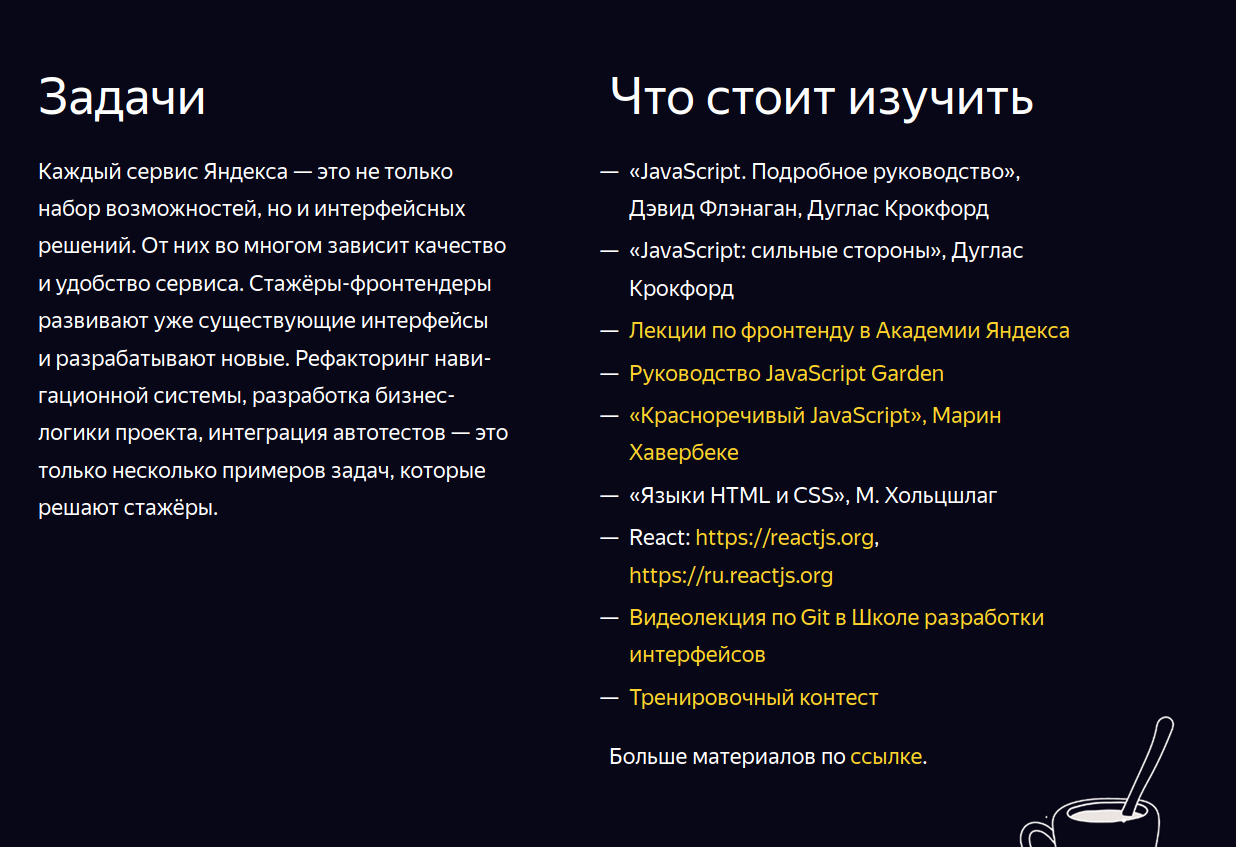 Задачи
Каждый сервис Яндекса — это не только
набор возможностей, но и интерфейсных
решений. От них во многом зависит качество
и удобство сервиса. Стажёры-фронтендеры
развивают уже существующие интерфейсы
и разрабатывают новые. Рефакторинг нави-
гационной системы, разработка бизнес-
логики проекта, интеграция автотестов — это
только несколько примеров задач, которые
решают стажёры.
Что стоит изучить
— «JavaScript. Подробное руководство»,
Дэвид Флэнаган, Дуглас Крокфорд
— «JavaScript: сильные стороны», Дуглас
Крокфорд
— Лекции по фронтенду в Академии Яндекса
— Руководство JavaScript Garden
— «Красноречивый JavaScript», Марин
Хавербеке
— «Языки HTML и CSS», М. Хольцшлаг
— React: https://reactjs.org,
https://ru.reactjs.org
— Видеолекция по Git в Школе разработки
интерфейсов
— Тренировочный контест
Больше материалов по ссылке.